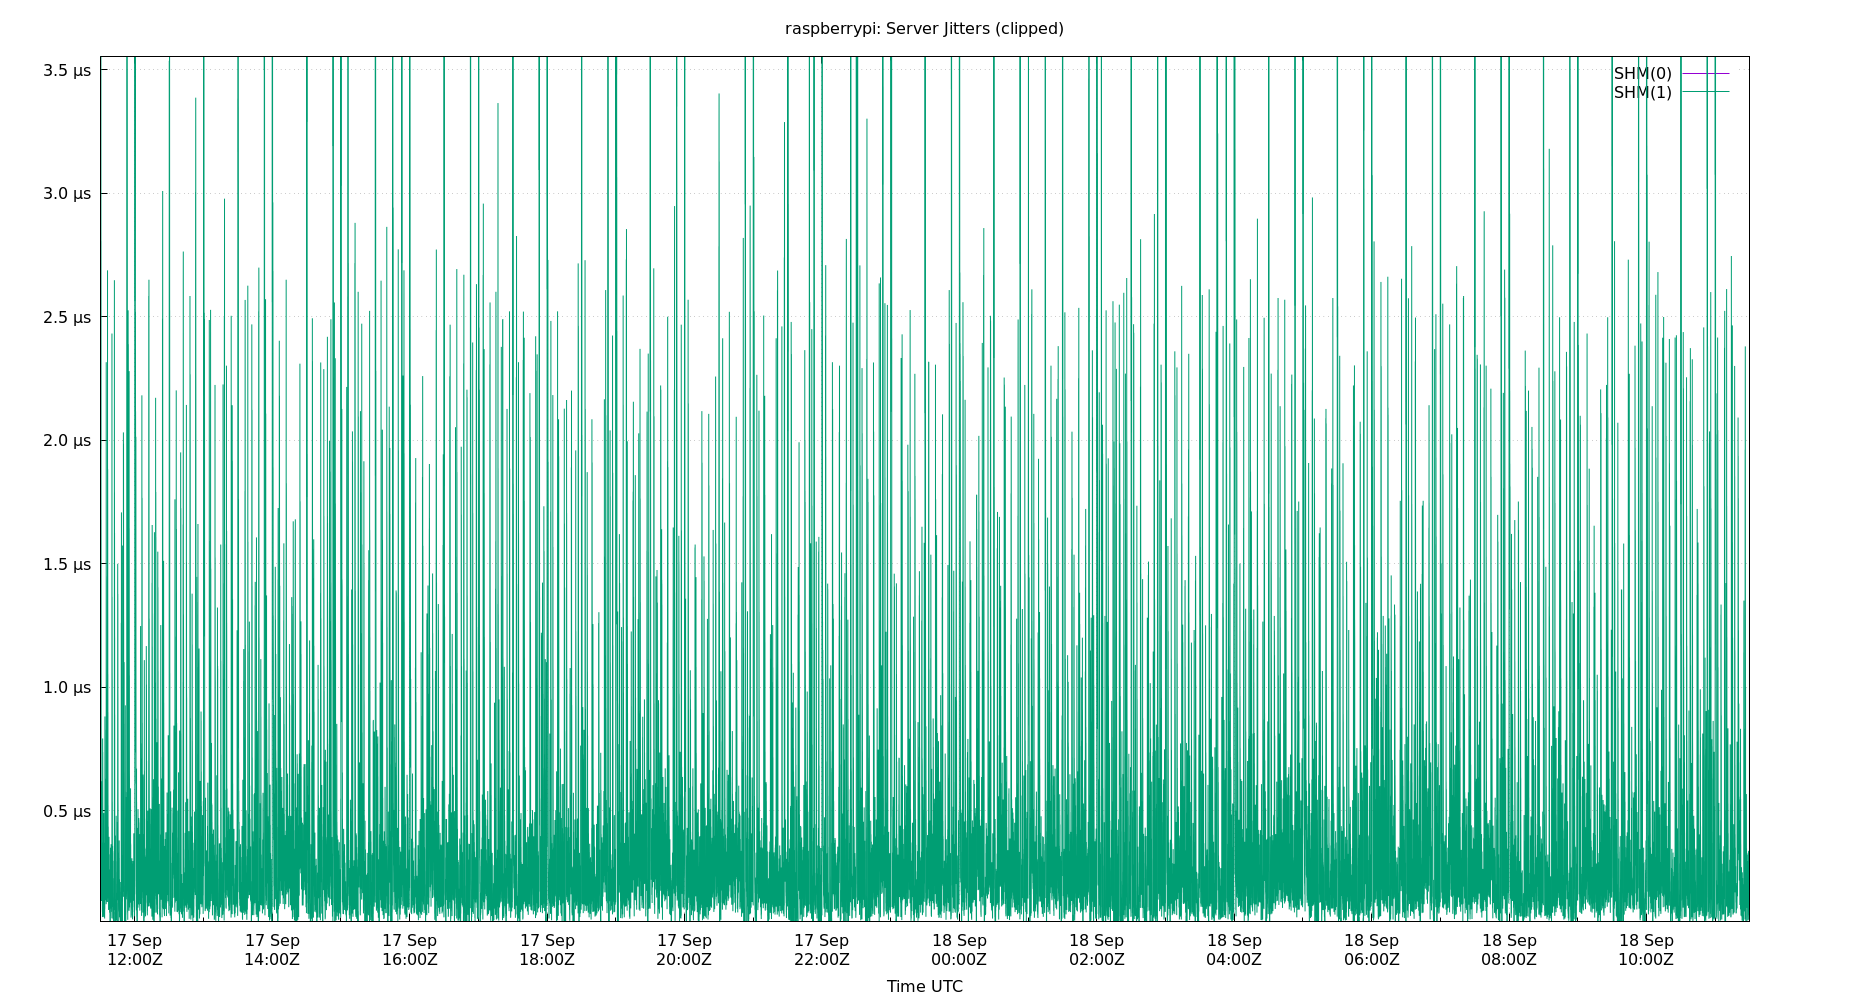 raspberrypi: Server Jitters (clipped)
3.5 µs
3.0 µs
2.5 µs
2.0 µs
1.5 µs
1.0 µs
0.5 µs
SHM(0)
SHM(1)
17 Sep 17 Sep 17 Sep 17 Sep 17 Sep 17 Sep 18 Sep 18 Sep 18 Sep 18 Sep 18 Sep 18 Sep
12:00Z 14:00Z 16:00Z 18:00Z 20:00Z 22:00Z 00:00Z 02:00Z 04:00Z 06:00Z 08:00Z 10:00Z
Time UTC